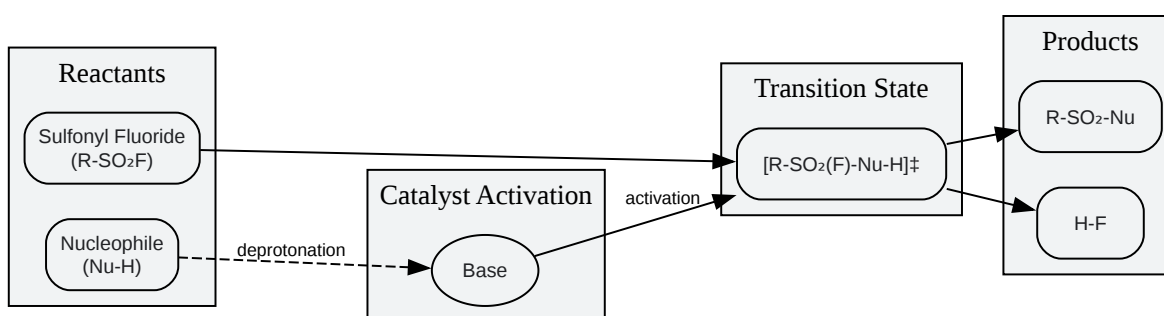 Reactants
Sulfonyl Fluoride
(R-SO₂F)
Nucleophile
(Nu-H)
deprotonation
Catalyst Activation
Base
activation
Transition State
[R-SO₂(F)-Nu-H]‡
Products
R-SO₂-Nu
H-F